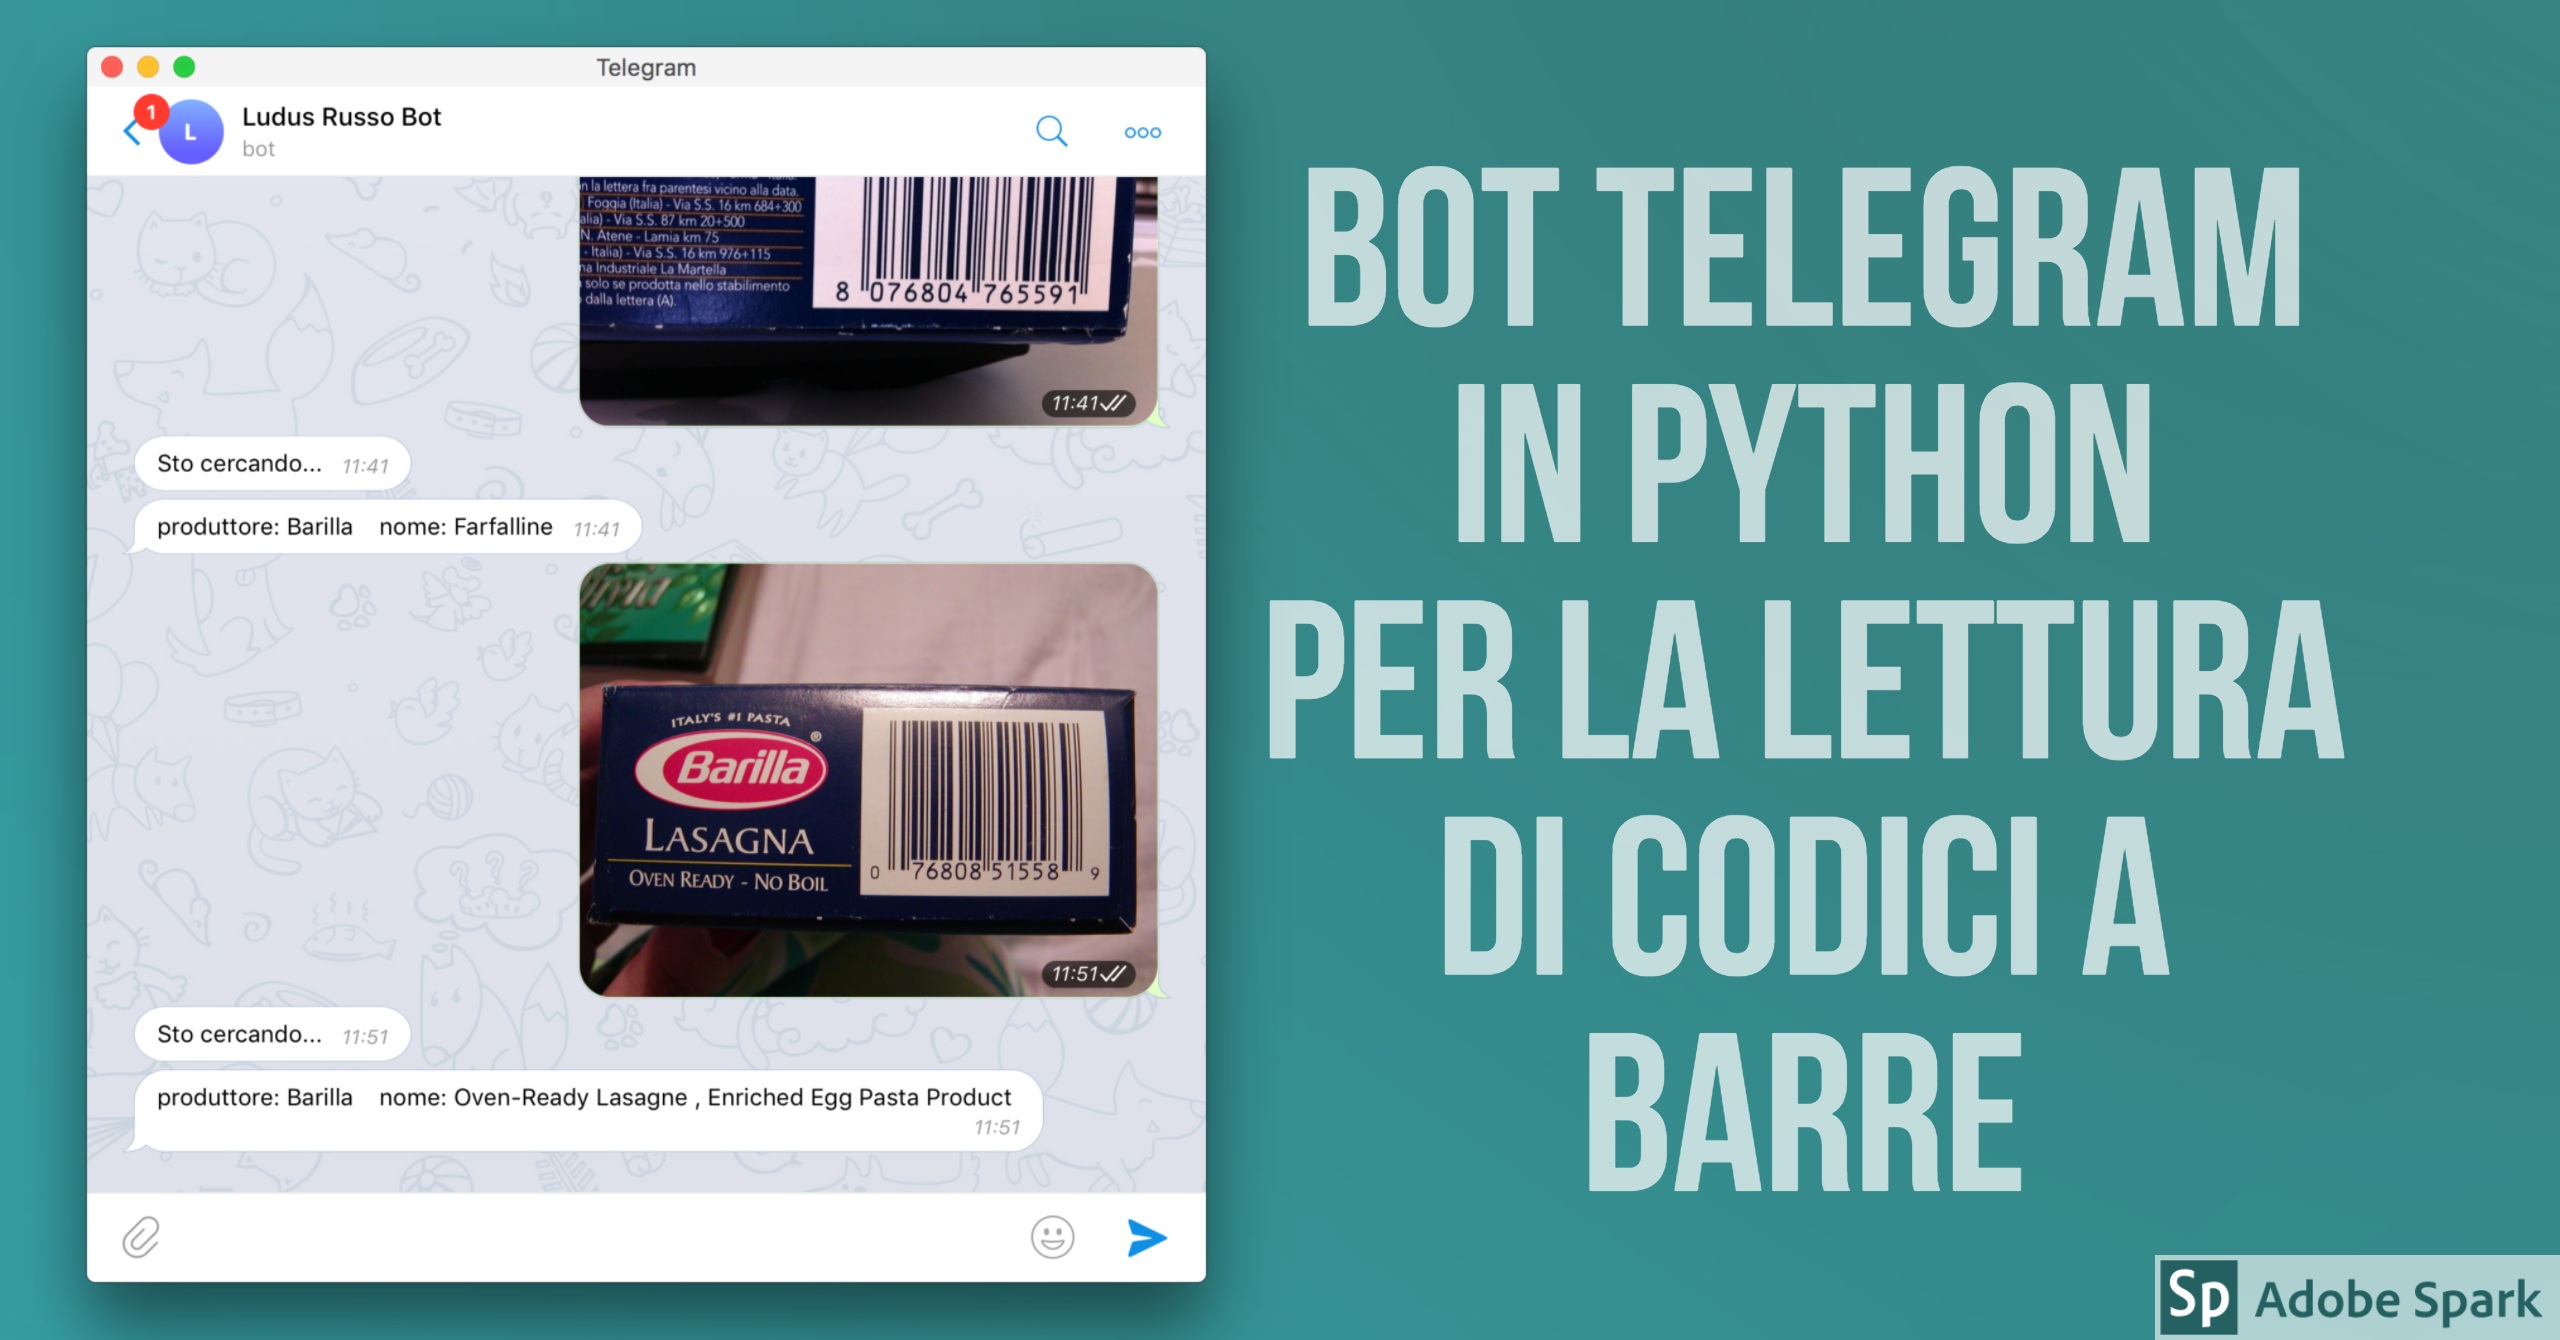 Telegram
1
L
Ludus Russo Bot
bot
n la lettera fra parentesi vicino alla data.
Foggia (Italia) - Via S.S. 16 km 684+300
alia) - Via S.S. 87 km 20+500
N. Atene - Lamia km 75
- Italia) - Via S.S. 16 km 976+115
na Industriale La Martella
solo se prodotta nello stabilimento
dalla lettera (A).
8 076804 765591
11:41
Sto cercando... 11:41
produttore: Barilla nome: Farfalline 11:41
ITALY'S #1 PASTA
Barilla®
LASAGNA
OVEN READY - NO BOIL
0 76808 51558 9
11:51
Sto cercando... 11:51
produttore: Barilla nome: Oven-Ready Lasagne , Enriched Egg Pasta Product
11:51
BOT TELEGRAM
IN PYTHON
PER LA LETTURA
DI CODICI A
BARRE
Sp Adobe Spark